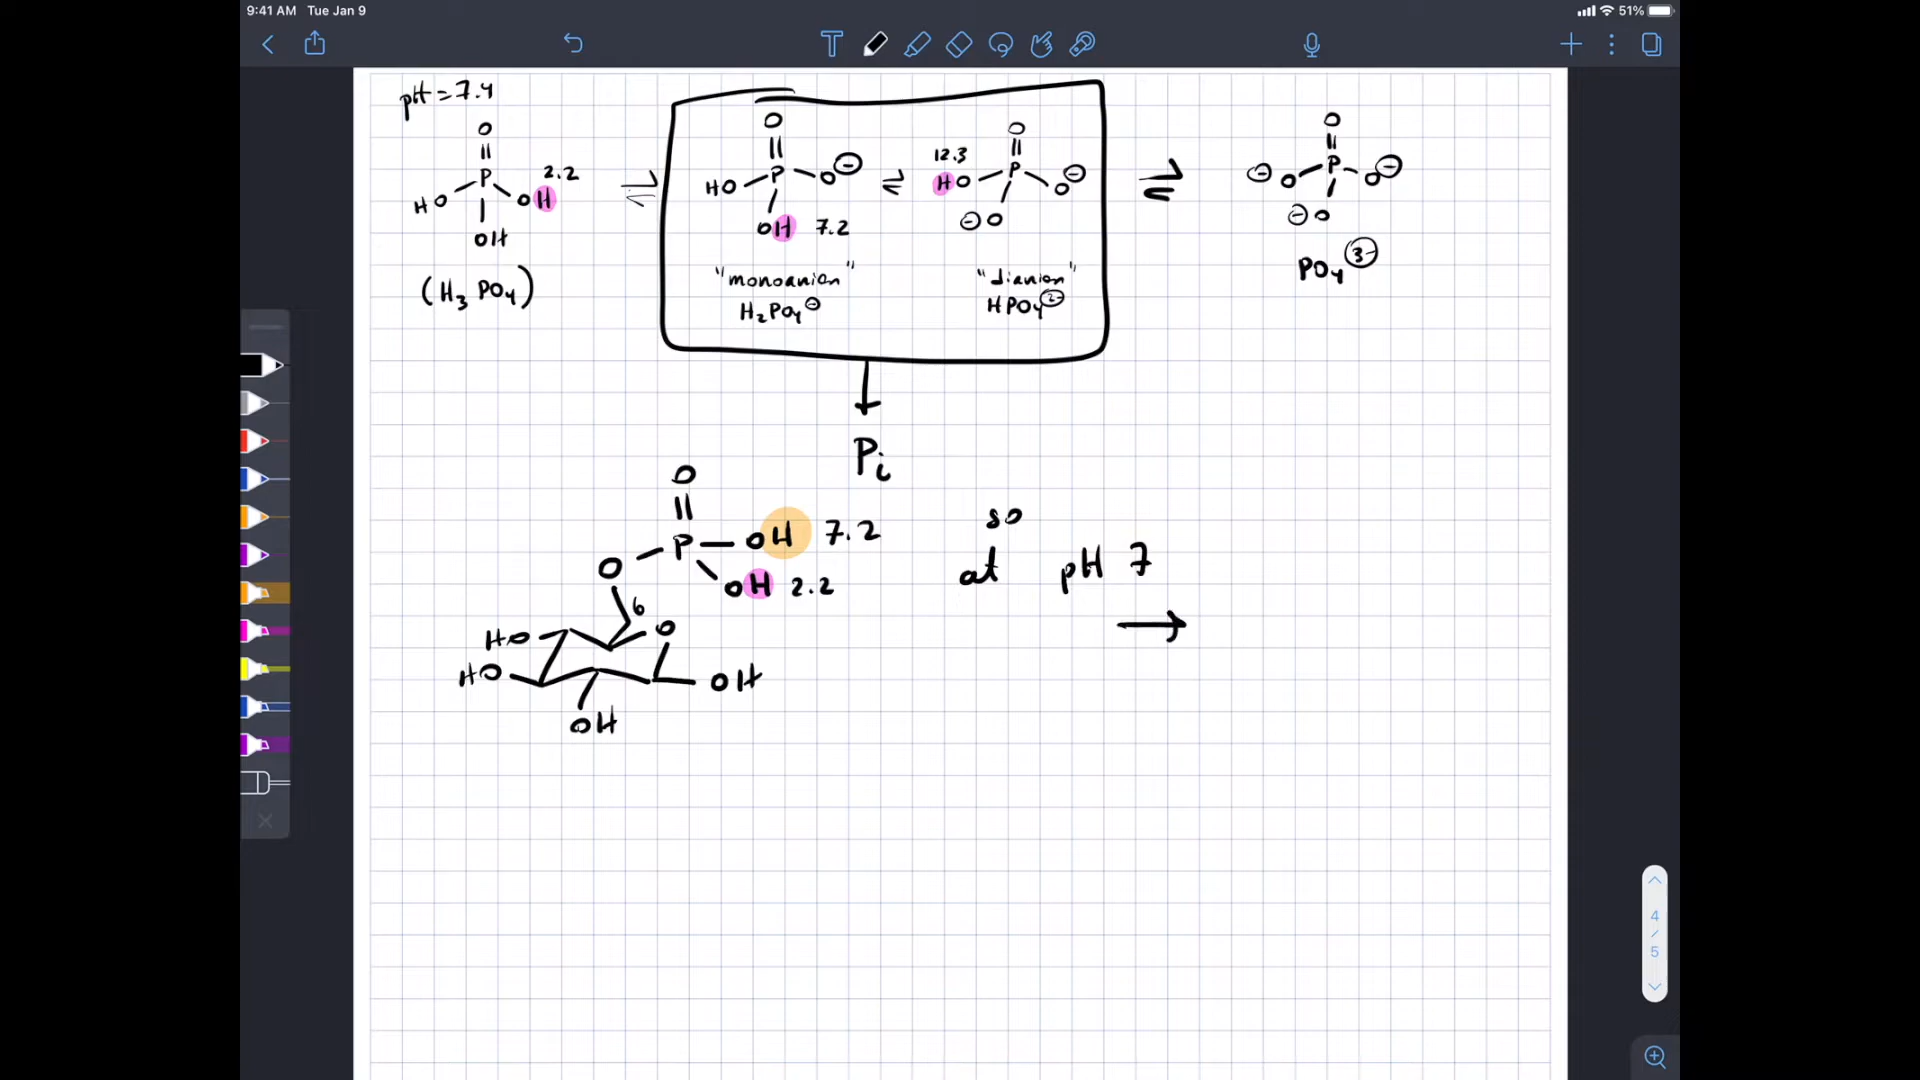 9:41 AM Tue Jan 9
51%
T
pH = 7.4
O
P
HO
OH
2.2
OH
(H3PO4)
O
P
HO
O⊖
OH 7.2
"monoanion"
H2PO4⊖
12.3
O
P
HO
O⊖
⊖O
"dianion"
HPO4 2-
O
P
⊖O
O⊖
⊖O
PO4 3-
Pi
O
P
OH 7.2
OH 2.2
O
6
O
HO
HO
OH
OH
so
at pH 7
4
/
5